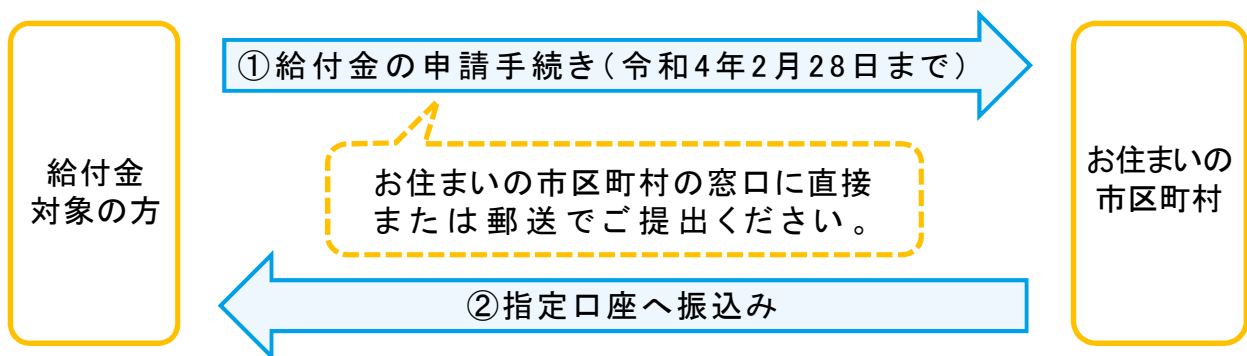 ①給付金の申請手続き(令和4年2月28日まで)
給付金
対象の方
お住まいの市区町村の窓口に直接
または郵送でご提出ください。
お住まいの
市区町村
②指定口座へ振込み